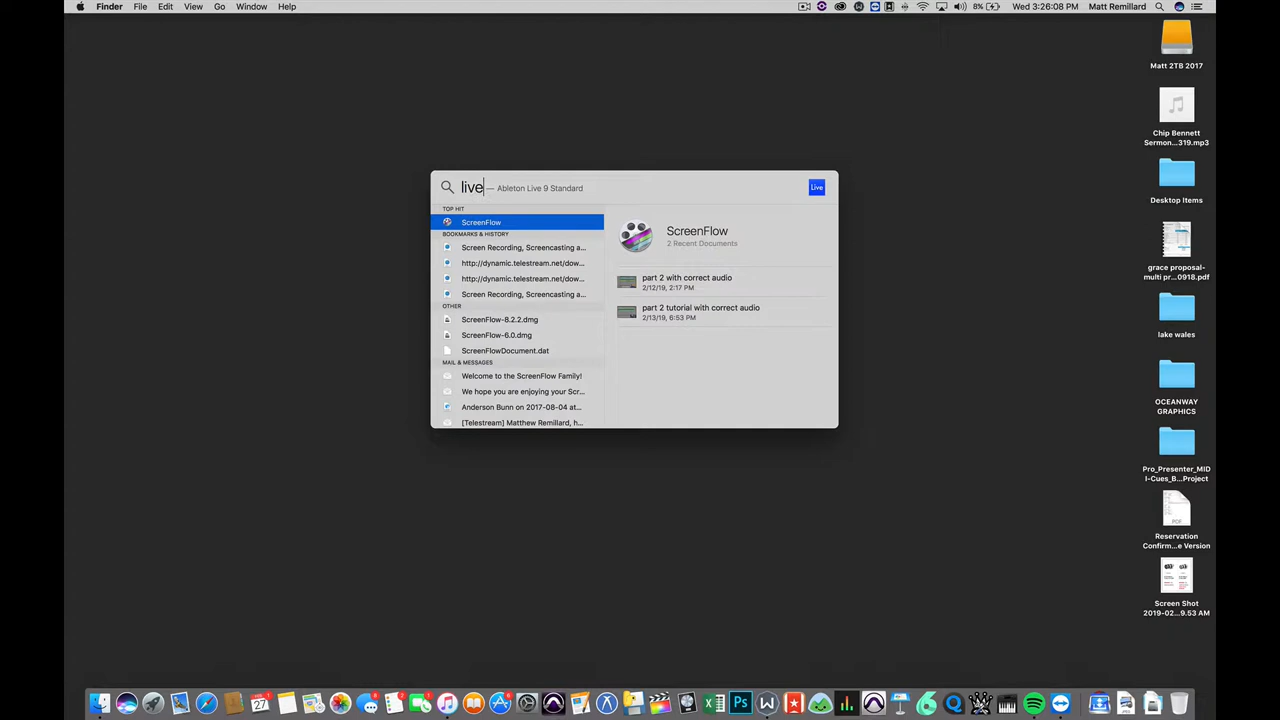 Finder File Edit View Go Window Help
8% Wed 3:26:08 PM Matt Remillard
live — Ableton Live 9 Standard
Live
TOP HIT
ScreenFlow
BOOKMARKS & HISTORY
Screen Recording, Screencasting a...
http://dynamic.telestream.net/dow...
http://dynamic.telestream.net/dow...
Screen Recording, Screencasting a...
OTHER
ScreenFlow-8.2.2.dmg
ScreenFlow-6.0.dmg
ScreenFlowDocument.dat
MAIL & MESSAGES
Welcome to the ScreenFlow Family!
We hope you are enjoying your Scr...
Anderson Bunn on 2017-08-04 at...
[Telestream] Matthew Remillard, h...
ScreenFlow
2 Recent Documents
part 2 with correct audio
2/12/19, 2:17 PM
part 2 tutorial with correct audio
2/13/19, 6:53 PM
Matt 2TB 2017
Chip Bennett
Sermon...319.mp3
Desktop Items
grace proposal-
multi pr...0918.pdf
lake wales
OCEANWAY
GRAPHICS
Pro_Presenter_MID
I-Cues_B...Project
PDF
Reservation
Confirm...e Version
Screen Shot
2019-02...9.53 AM
27
Ps